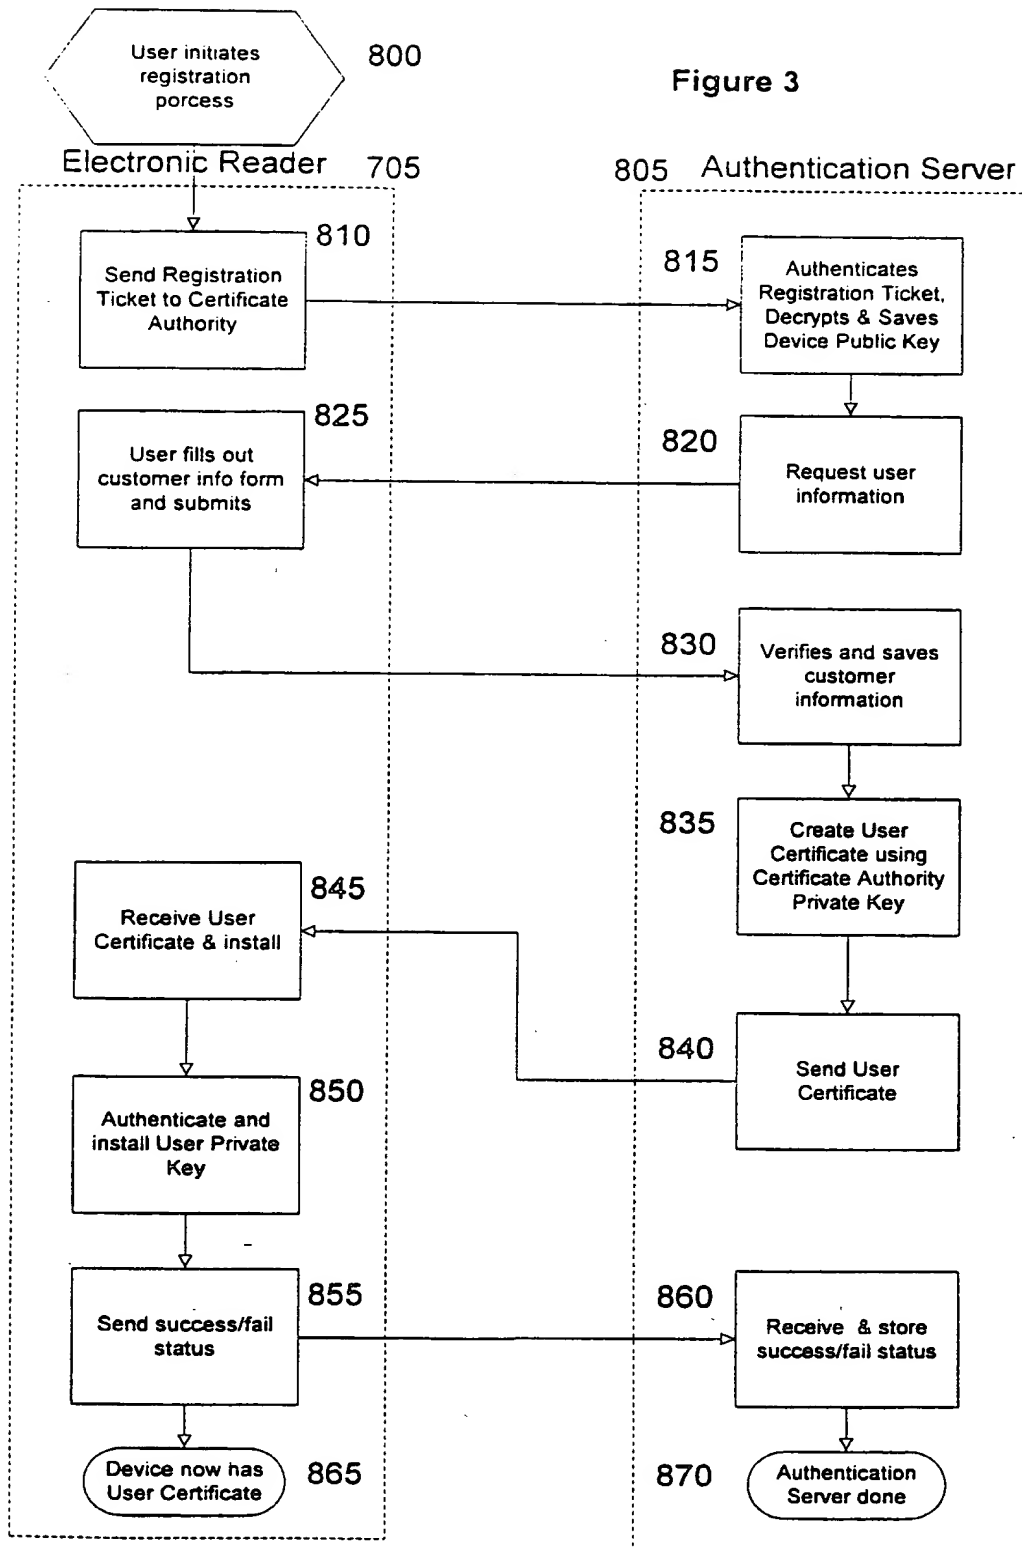 User initiates
registration
porcess
800
Figure 3
Electronic Reader 705
805 Authentication Server
810
Send Registration
Ticket to Certificate
Authority
815
Authenticates
Registration Ticket,
Decrypts & Saves
Device Public Key
825
User fills out
customer info form
and submits
820
Request user
information
830
Verifies and saves
customer
information
835
Create User
Certificate using
Certificate Authority
Private Key
845
Receive User
Certificate & install
840
Send User
Certificate
850
Authenticate and
install User Private
Key
855
Send success/fail
status
860
Receive & store
success/fail status
Device now has
User Certificate
865
870
Authentication
Server done